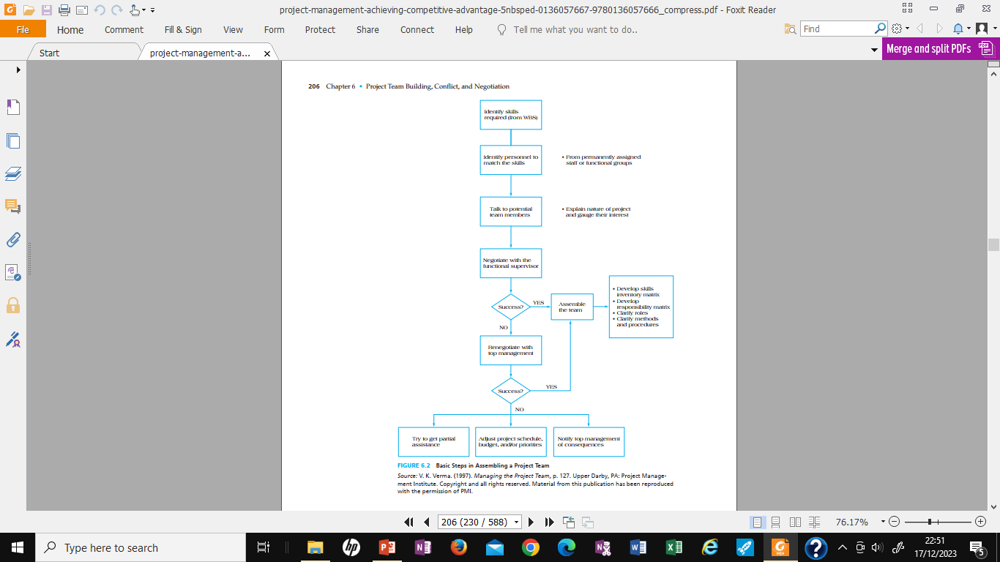 project-management-achieving-competitive-advantage-5nbsped-0136057667-9780136057666_compress.pdf - Foxit Reader
File Home Comment Fill & Sign View Form Protect Share Connect Help Tell me what you want to do.. Find
Start project-management-a... Merge and split PDFs
206 Chapter 6 • Project Team Building, Conflict, and Negotiation
Identify skills
required (from WBS)
Identify personnel to
match the skills
• From permanently assigned
staff or functional groups
Talk to potential
team members
• Explain nature of project
and gauge their interest
Negotiate with the
functional supervisor
Success?
YES
Assemble
the team
• Develop skills
inventory matrix
• Develop
responsibility matrix
• Clarify roles
• Clarify methods
and procedures
NO
Renegotiate with
top management
Success?
YES
NO
Try to get partial
assistance
Adjust project schedule,
budget, and/or priorities
Notify top management
of consequences
FIGURE 6.2 Basic Steps in Assembling a Project Team
Source: V. K. Verma. (1997). Managing the Project Team, p. 127. Upper Darby, PA: Project Manage-
ment Institute. Copyright and all rights reserved. Material from this publication has been reproduced
with the permission of PMI.
206 (230 / 588) 76.17%
Type here to search
22:51
17/12/2023
5